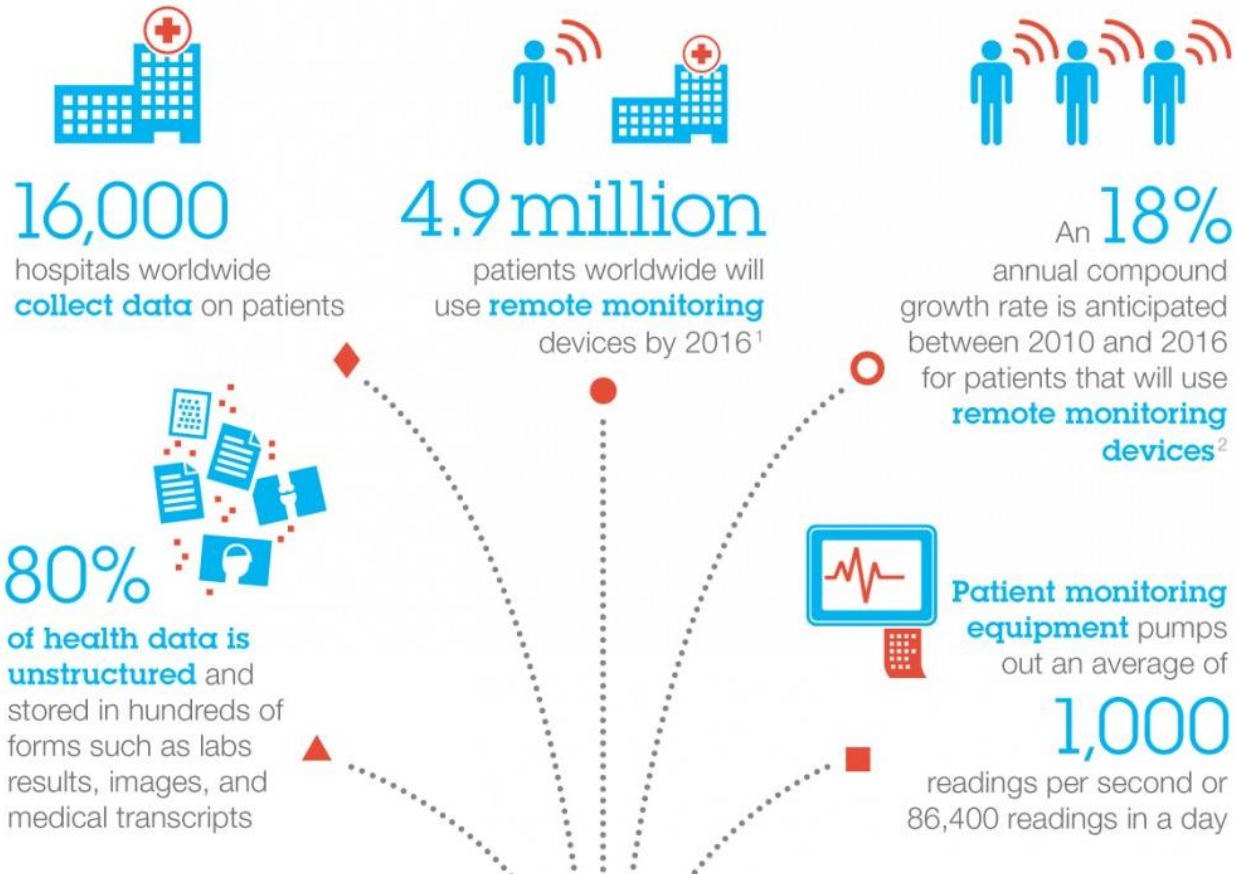 16,000
hospitals worldwide
collect data on patients
4.9 million
patients worldwide will
use remote monitoring
devices by 2016¹
An 18%
annual compound
growth rate is anticipated
between 2010 and 2016
for patients that will use
remote monitoring
devices²
80%
of health data is
unstructured and
stored in hundreds of
forms such as labs
results, images, and
medical transcripts
Patient monitoring
equipment pumps
out an average of
1,000
readings per second or
86,400 readings in a day